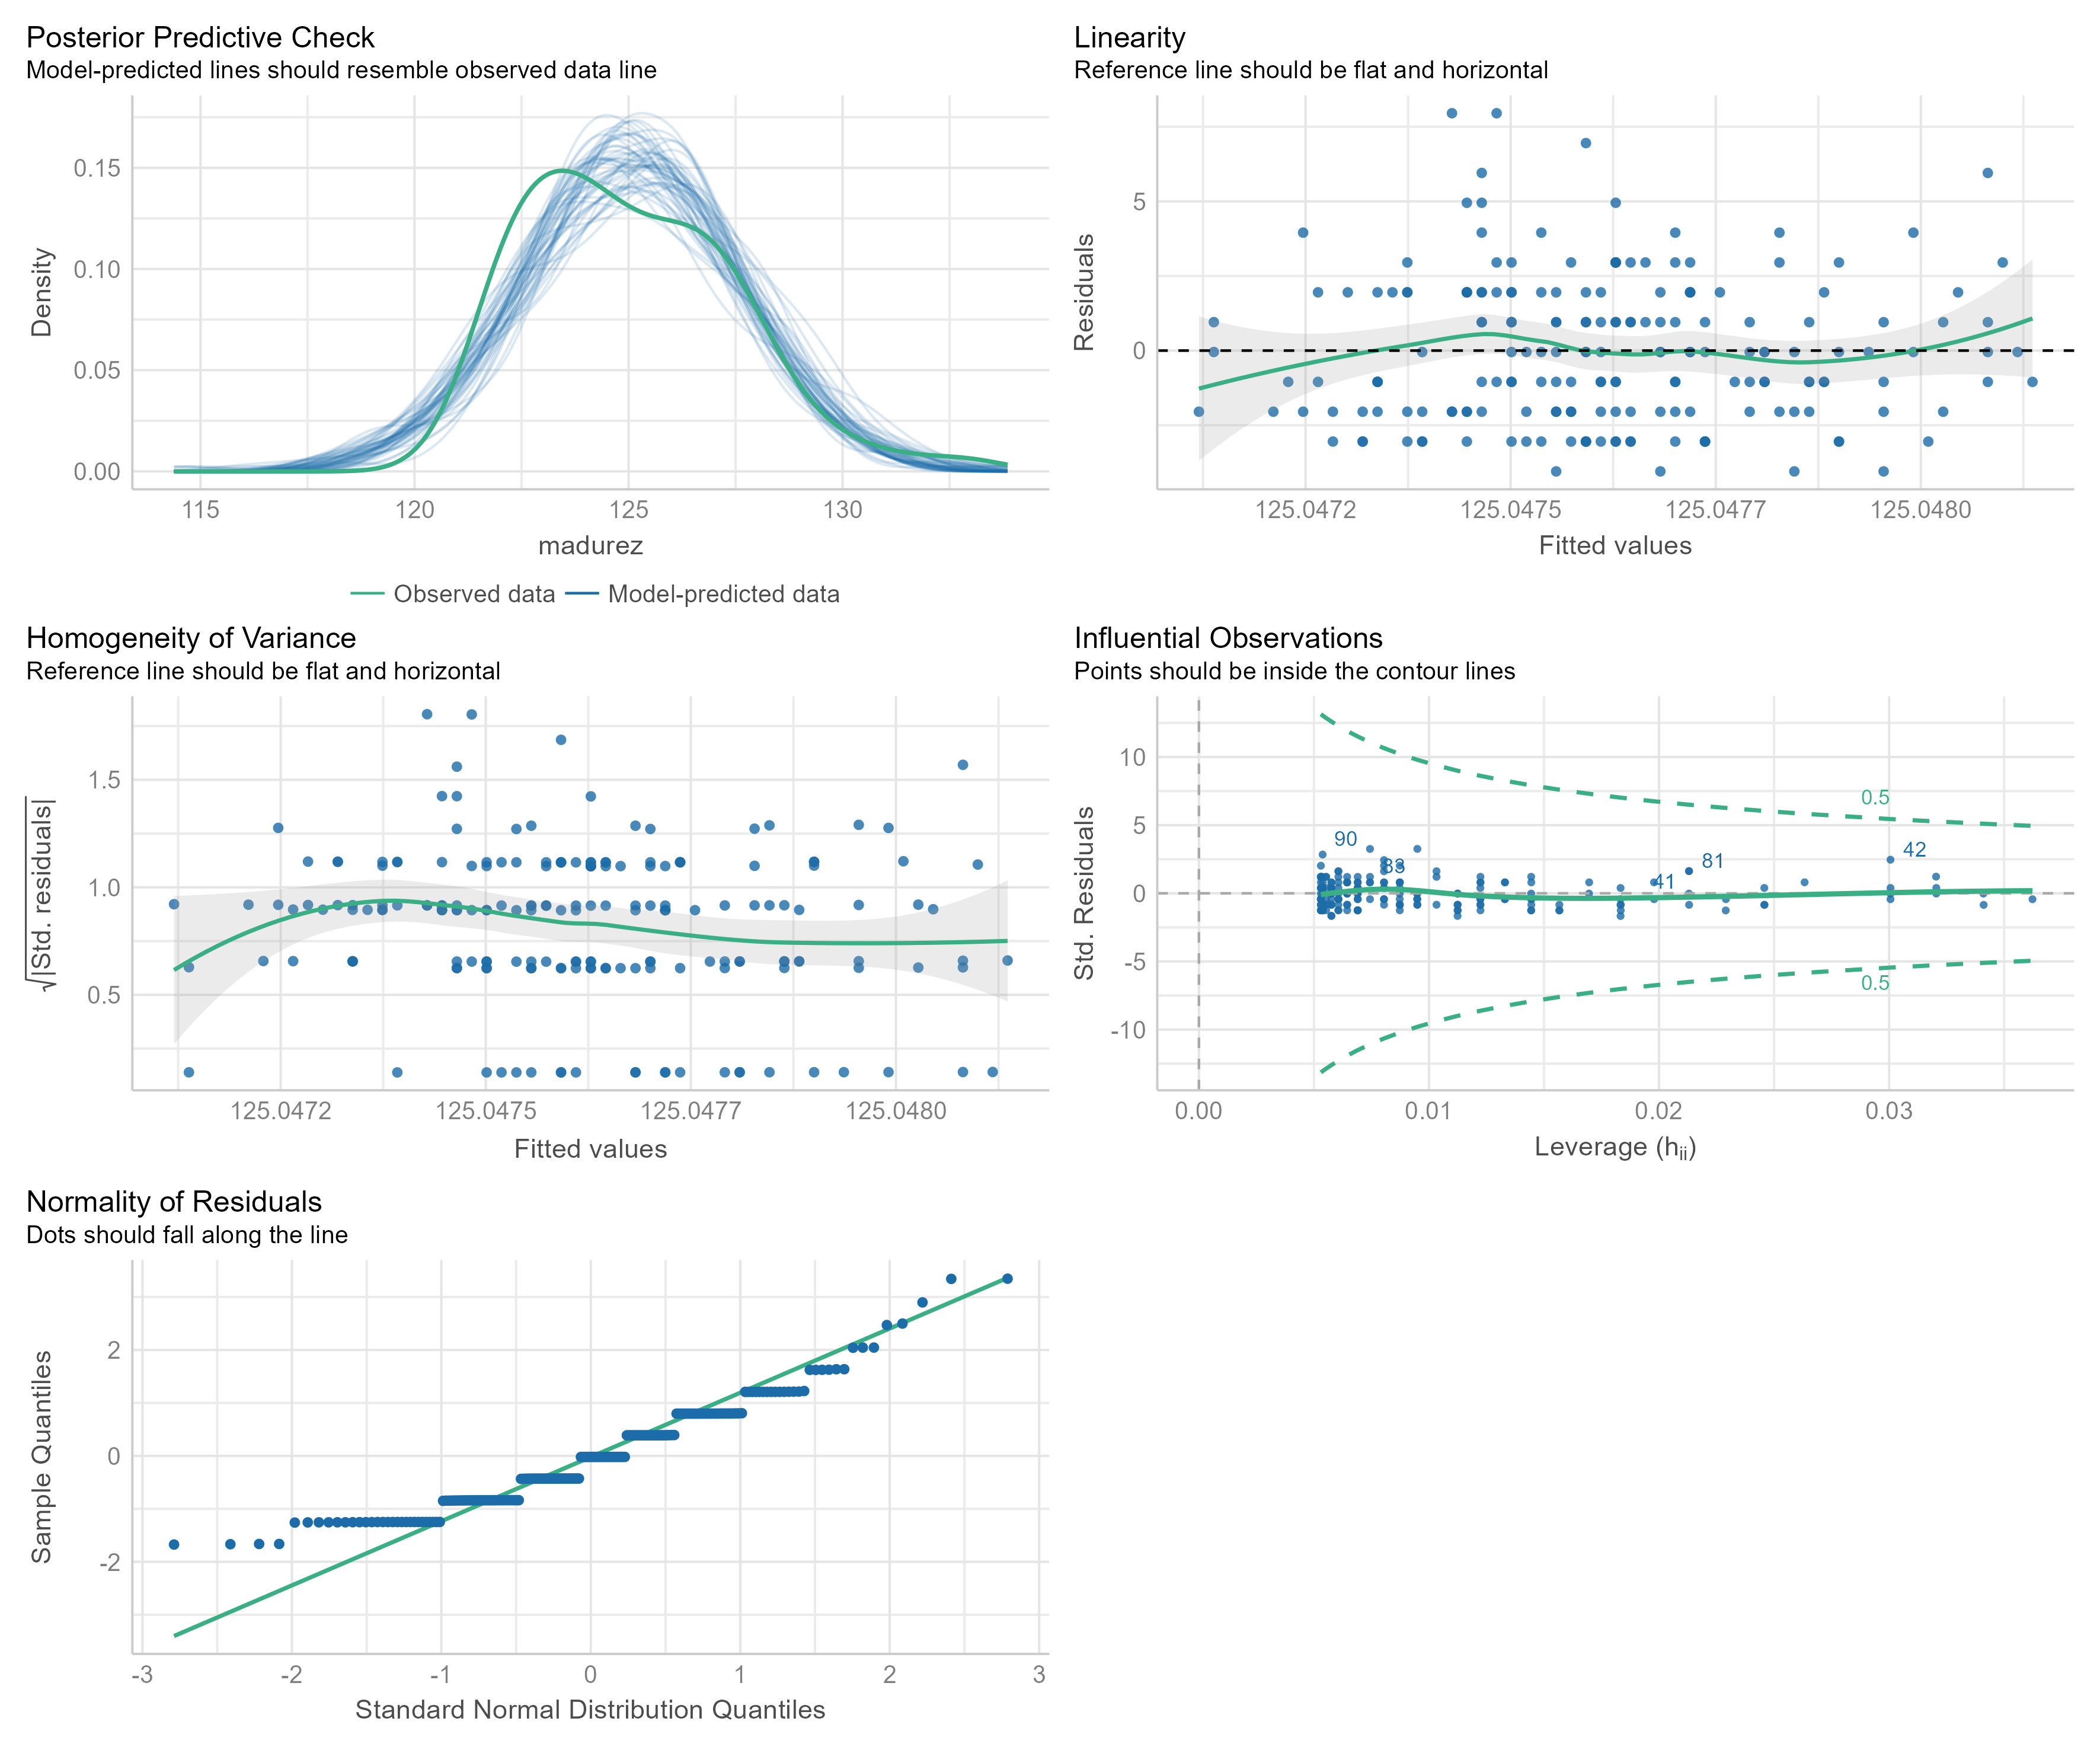 Posterior Predictive Check
Model-predicted lines should resemble observed data line
Density
0.15
0.10
0.05
0.00
115 120 125 130
madurez
Observed data Model-predicted data
Linearity
Reference line should be flat and horizontal
Residuals
5
0
125.0472 125.0475 125.0477 125.0480
Fitted values
Homogeneity of Variance
Reference line should be flat and horizontal
√|Std. residuals|
1.5
1.0
0.5
125.0472 125.0475 125.0477 125.0480
Fitted values
Influential Observations
Points should be inside the contour lines
Std. Residuals
10
5
0
-5
-10
0.5
90
83
81
42
41
0.5
0.00 0.01 0.02 0.03
Leverage (hii)
Normality of Residuals
Dots should fall along the line
Sample Quantiles
2
0
-2
-3 -2 -1 0 1 2 3
Standard Normal Distribution Quantiles